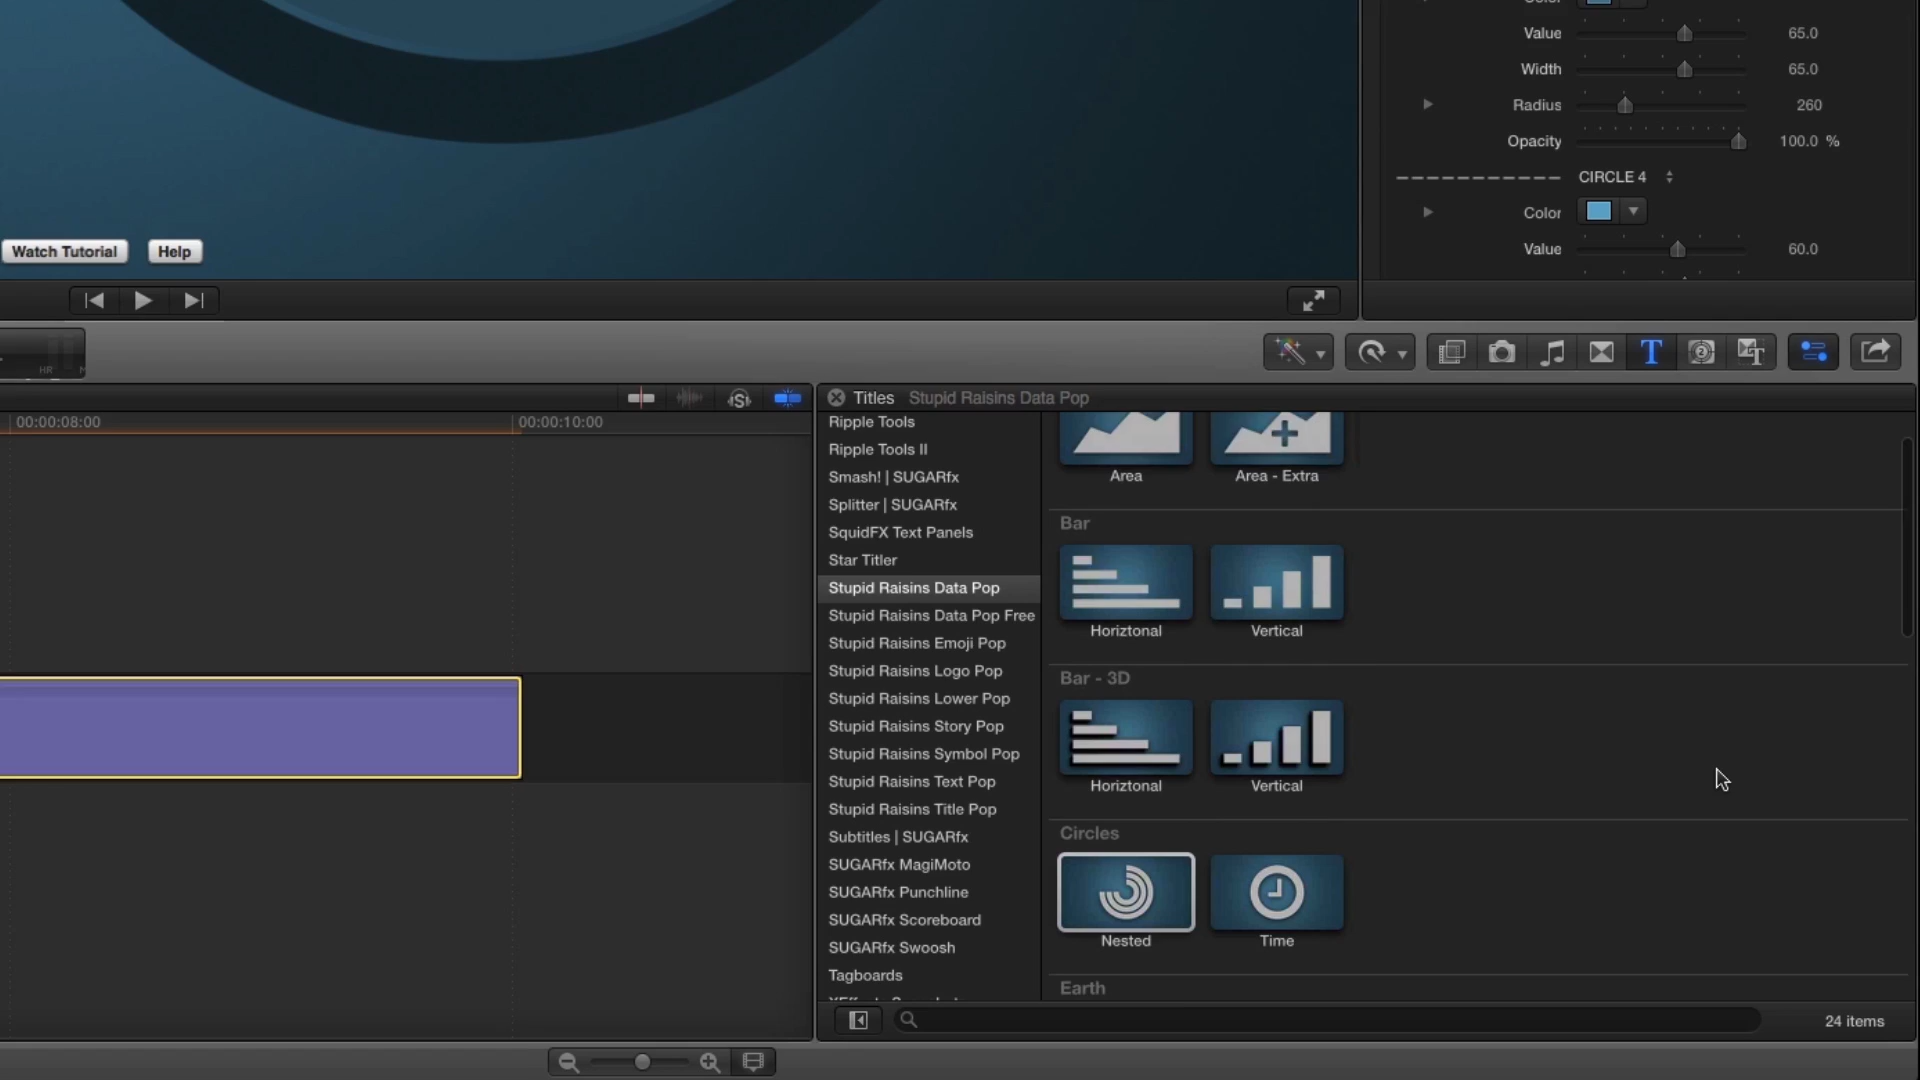 Color
Value 65.0
Width 65.0
Radius 260
Opacity 100.0 %
CIRCLE 4
Color
Value 60.0
Watch Tutorial Help
HR
T
00:00:08:00 00:00:10:00
Titles Stupid Raisins Data Pop
Ripple Tools
Ripple Tools II
Smash! | SUGARfx
Splitter | SUGARfx
SquidFX Text Panels
Star Titler
Stupid Raisins Data Pop
Stupid Raisins Data Pop Free
Stupid Raisins Emoji Pop
Stupid Raisins Logo Pop
Stupid Raisins Lower Pop
Stupid Raisins Story Pop
Stupid Raisins Symbol Pop
Stupid Raisins Text Pop
Stupid Raisins Title Pop
Subtitles | SUGARfx
SUGARfx MagiMoto
SUGARfx Punchline
SUGARfx Scoreboard
SUGARfx Swoosh
Tagboards
Area Area - Extra
Bar
Horiztonal Vertical
Bar - 3D
Horiztonal Vertical
Circles
Nested Time
Earth
24 items